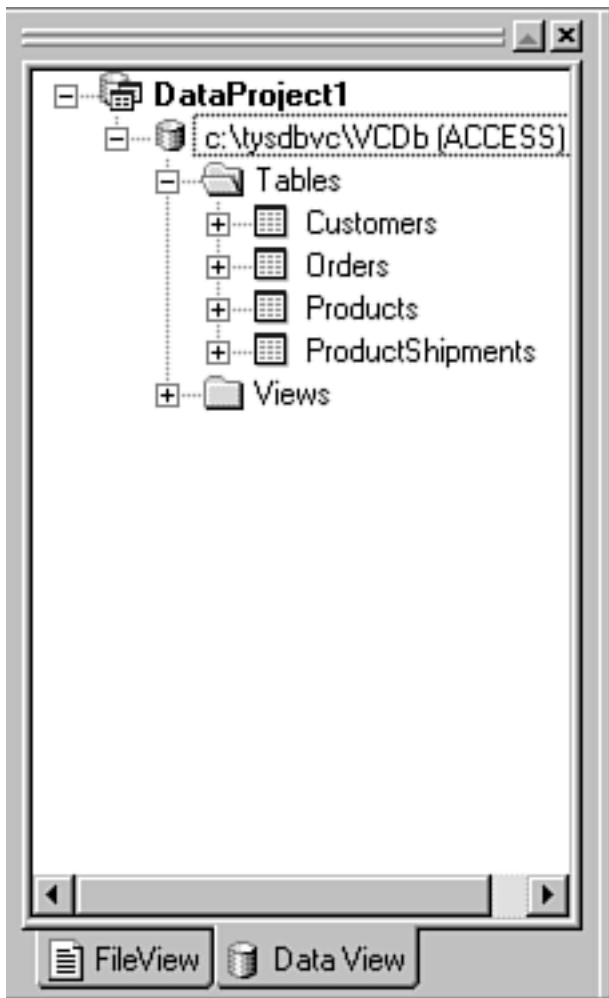 DataProject1
c:\tysdbvc\VCDb (ACCESS)
Tables
Customers
Orders
Products
ProductShipments
Views
FileView Data View